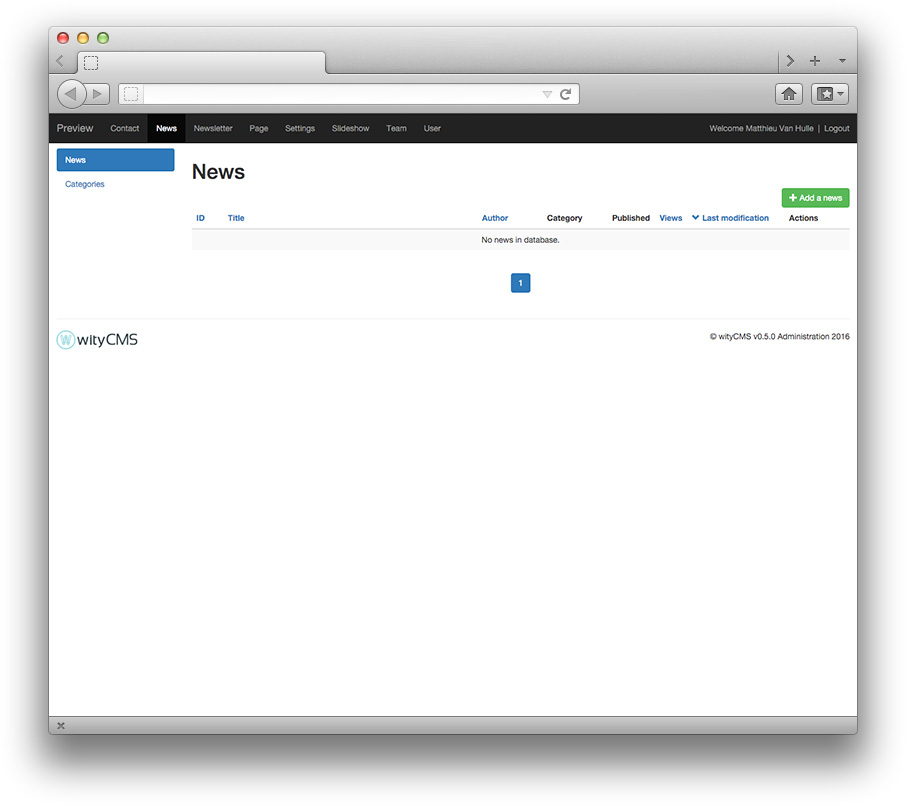 Preview Contact News Newsletter Page Settings Slideshow Team User Welcome Matthieu Van Hulle | Logout
News
Categories
News
+ Add a news
ID Title Author Category Published Views Last modification Actions
No news in database.
1
W wityCMS
© wityCMS v0.5.0 Administration 2016